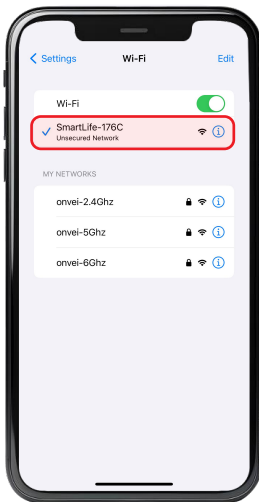 Settings
Wi-Fi
Edit
Wi-Fi
SmartLife-176C
Unsecured Network
MY NETWORKS
onvei-2.4Ghz
onvei-5Ghz
onvei-6Ghz